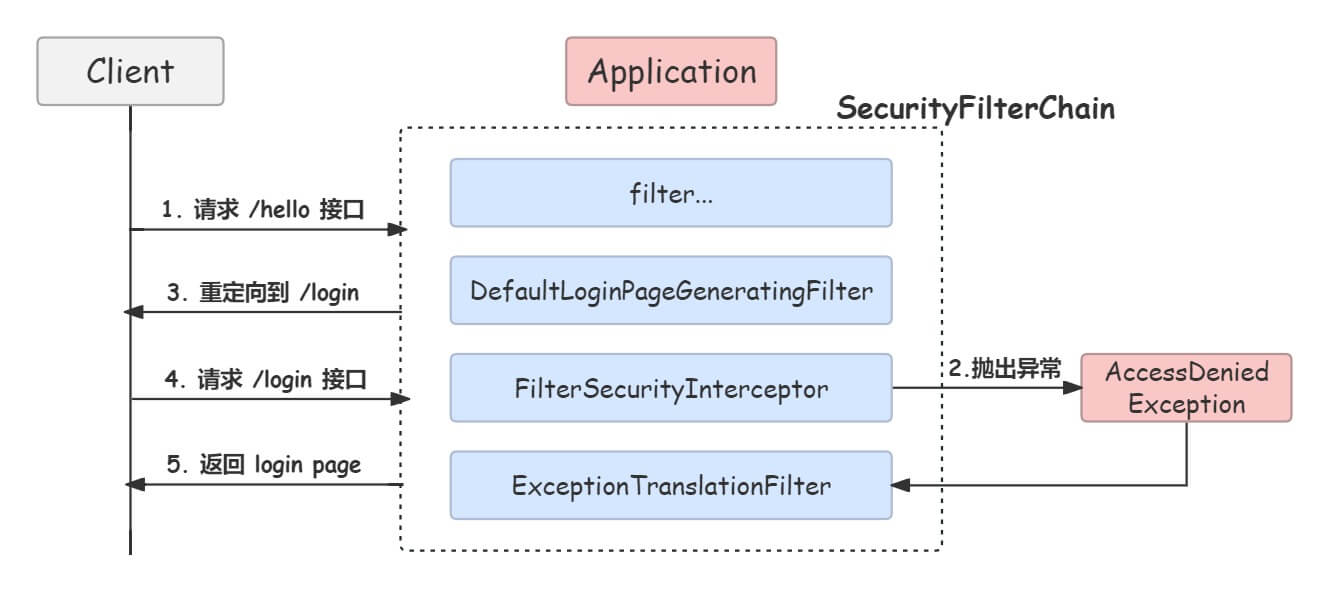 Client
Application
SecurityFilterChain
filter...
1. 请求 /hello 接口
DefaultLoginPageGeneratingFilter
3. 重定向到 /login
FilterSecurityInterceptor
2.抛出异常
AccessDenied
Exception
4. 请求 /login 接口
5. 返回 login page
ExceptionTranslationFilter